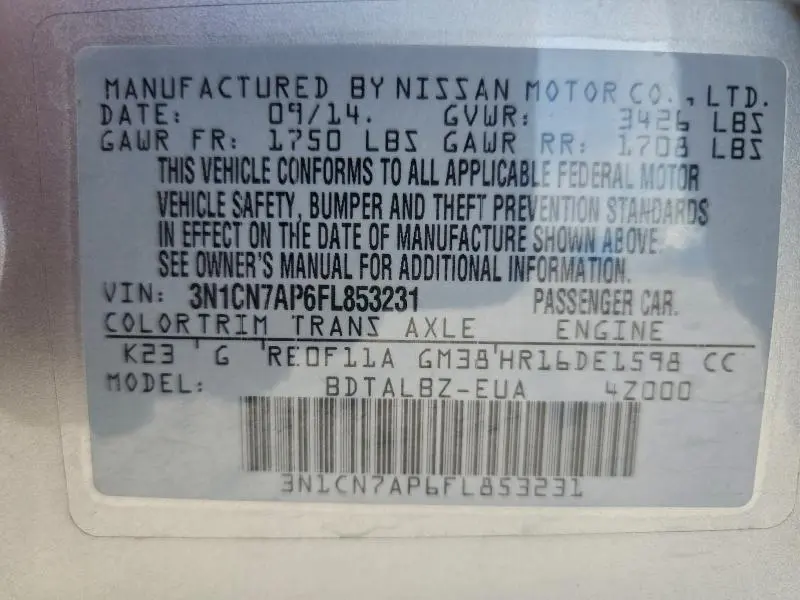 MANUFACTURED BY NISSAN MOTOR CO., LTD.
DATE: 09/14. GVWR: 3426 LBS
GAWR FR: 1750 LBS GAWR RR: 1708 LBS
THIS VEHICLE CONFORMS TO ALL APPLICABLE FEDERAL MOTOR
VEHICLE SAFETY, BUMPER AND THEFT PREVENTION STANDARDS
IN EFFECT ON THE DATE OF MANUFACTURE SHOWN ABOVE.
SEE OWNER'S MANUAL FOR ADDITIONAL INFORMATION.
VIN: 3N1CN7AP6FL853231 PASSENGER CAR.
COLORTRIM TRANS AXLE ENGINE
K23 G RE0F11A GM38 HR16DE1598 CC
MODEL: BDTALBZ-EUA 4Z000
3N1CN7AP6FL853231